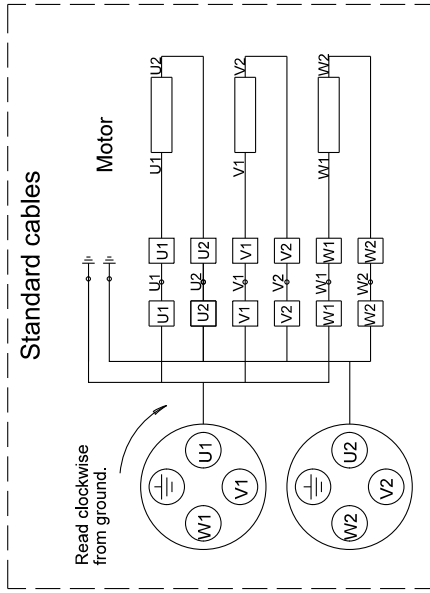 Standard cables
Motor
U2
V2
W2
U1
V1
W1
U1
U2
V1
V2
W1
W2
U1
U2
V1
V2
W1
W2
U1
U2
V1
V2
W1
W2
Read clockwise
from ground.
U1
V1
W1
U2
V2
W2